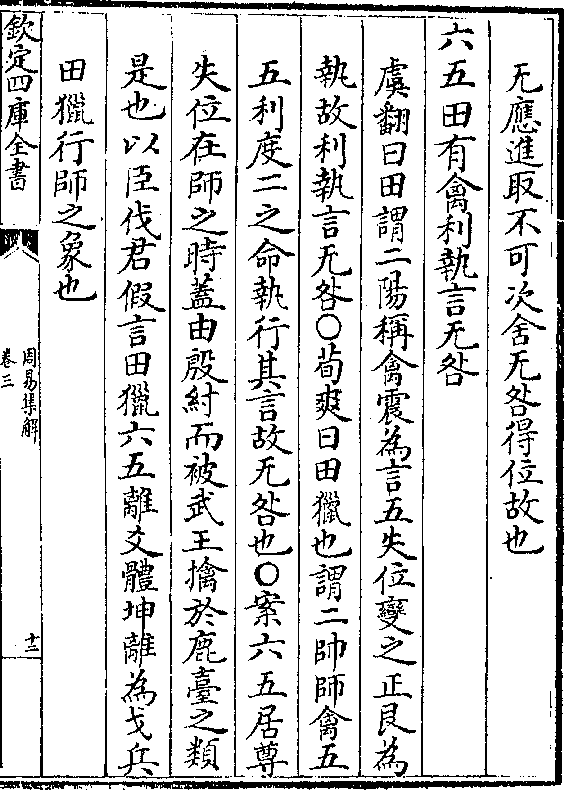 无應進取不可次舍无咎得位故也
六五田有禽利執言无咎
虞翻曰田謂二陽稱禽震為言五失位變之正艮為
執故利執言无咎○荀爽曰田獵也謂二帥師禽五
五利度二之命執行其言故无咎也○案六五居尊
失位在師之時蓋由殷紂而被武王擒於鹿臺之類
是也以臣伐君假言田獵六五離爻體坤離為戈兵
田獵行師之象也
欽定四庫全書
周易集解
卷三
十三